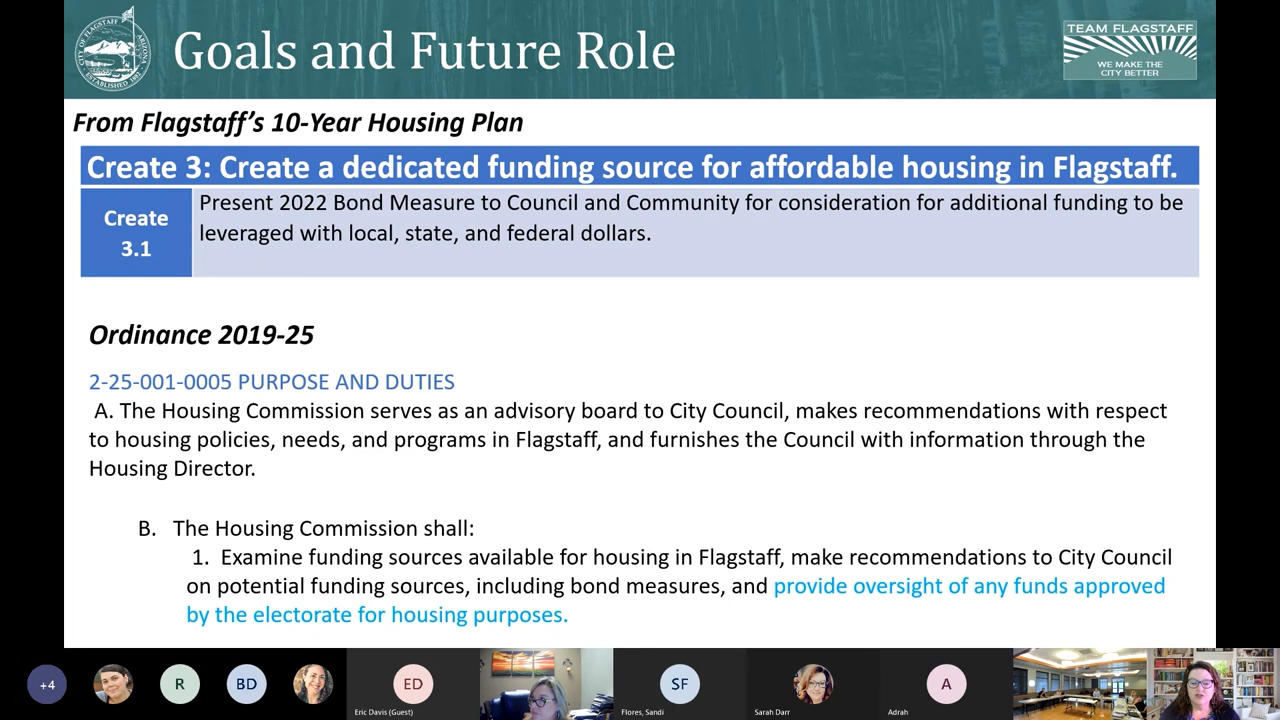 CITY OF FLAGSTAFF
ARIZONA
ESTABLISHED 1882
Goals and Future Role
TEAM FLAGSTAFF
WE MAKE THE
CITY BETTER
From Flagstaff's 10-Year Housing Plan
Create 3: Create a dedicated funding source for affordable housing in Flagstaff.
Create
3.1
Present 2022 Bond Measure to Council and Community for consideration for additional funding to be
leveraged with local, state, and federal dollars.
Ordinance 2019-25
2-25-001-0005 PURPOSE AND DUTIES
A. The Housing Commission serves as an advisory board to City Council, makes recommendations with respect
to housing policies, needs, and programs in Flagstaff, and furnishes the Council with information through the
Housing Director.
B. The Housing Commission shall:
1. Examine funding sources available for housing in Flagstaff, make recommendations to City Council
on potential funding sources, including bond measures, and provide oversight of any funds approved
by the electorate for housing purposes.
+4
R
BD
ED
Eric Davis (Guest)
SF
Flores, Sandi
Sarah Darr
A
Adrah